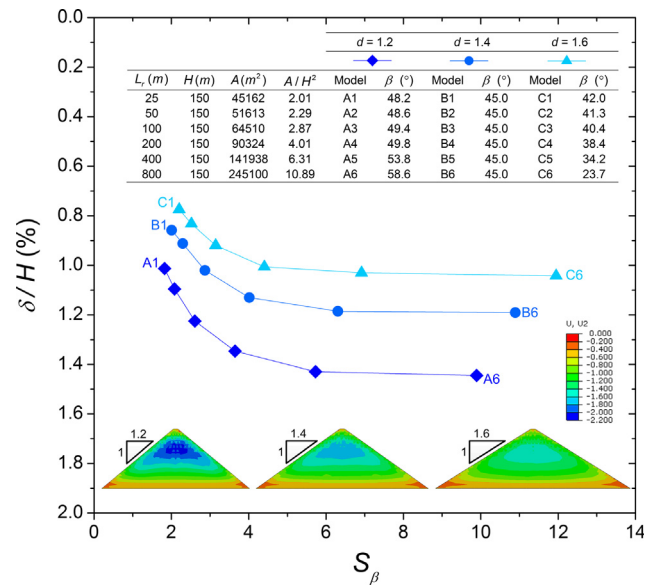 0.0
0.2
0.4
0.6
0.8
1.0
1.2
1.4
1.6
1.8
2.0
δ / H (%)
d = 1.2 d = 1.4 d = 1.6
Lr (m) H (m) A (m²) A / H² Model β (°) Model β (°) Model β (°)
25 150 45162 2.01 A1 48.2 B1 45.0 C1 42.0
50 150 51613 2.29 A2 48.6 B2 45.0 C2 41.3
100 150 64510 2.87 A3 49.4 B3 45.0 C3 40.4
200 150 90324 4.01 A4 49.8 B4 45.0 C4 38.4
400 150 141938 6.31 A5 53.8 B5 45.0 C5 34.2
800 150 245100 10.89 A6 58.6 B6 45.0 C6 23.7
C1
B1
A1
C6
B6
A6
U, U2
0.000
-0.200
-0.400
-0.600
-0.800
-1.000
-1.200
-1.400
-1.600
-1.800
-2.000
-2.200
1.2
1
1.4
1
1.6
1
0 2 4 6 8 10 12 14
Sβ